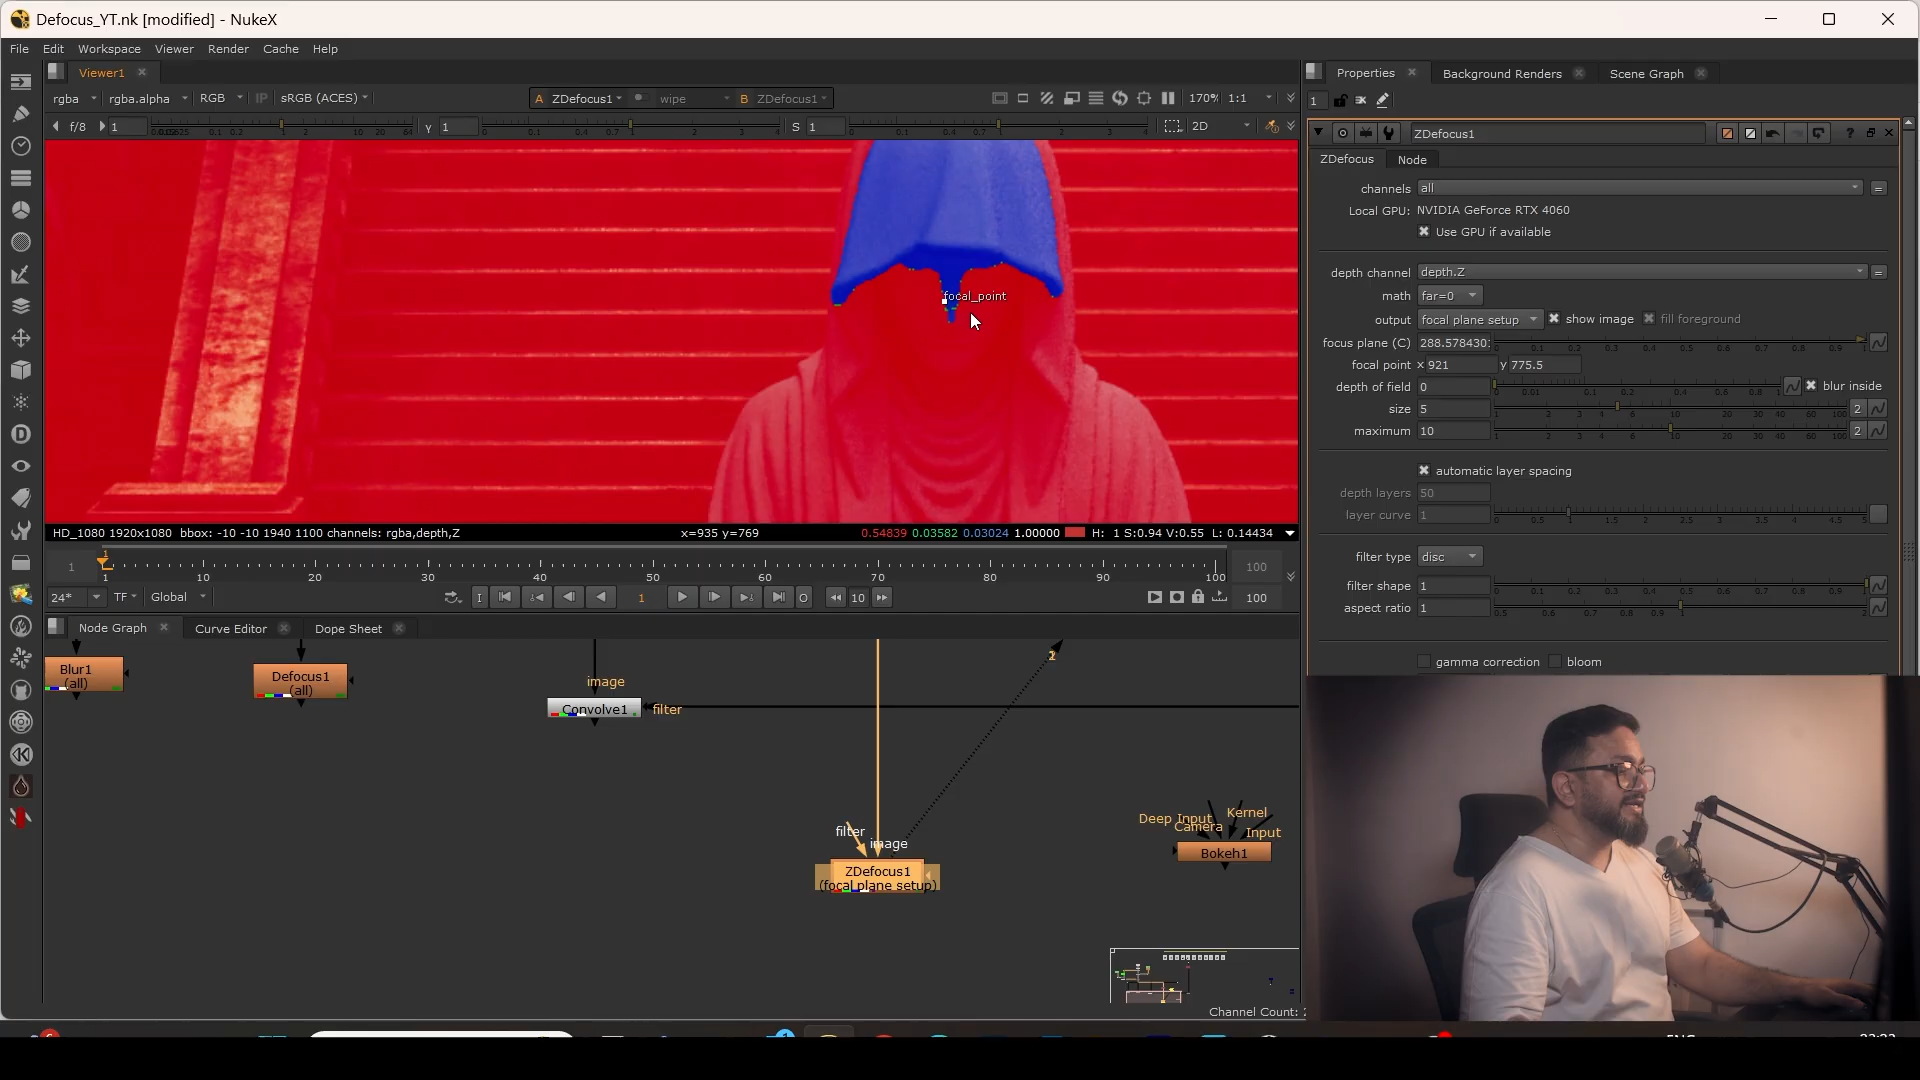 Defocus_YT.nk [modified] - NukeX
File Edit Workspace Viewer Render Cache Help
Viewer1
rgba rgba.alpha RGB IP sRGB (ACES) A ZDefocus1 wipe B ZDefocus1 170% 1:1
f/8 1 Y 1 S 1 2D
focal_point
HD_1080 1920x1080 bbox: -10 -10 1940 1100 channels: rgba,depth,Z x=935 y=769 0.54839 0.03582 0.03024 1.00000 H: 1 S:0.94 V:0.55 L: 0.14434
1 1 100
1 10 20 30 40 50 60 70 80 90 100
24* TF Global I 1 O 10 100
Node Graph Curve Editor Dope Sheet
Blur1
(all)
Defocus1
(all)
image
Convolve1 filter
2
filter
image
ZDefocus1
(focal plane setup)
Deep Input Camera Kernel Input
Bokeh1
Channel Count:
Properties Background Renders Scene Graph
1
ZDefocus1
ZDefocus Node
channels all =
Local GPU: NVIDIA GeForce RTX 4060
Use GPU if available
depth channel depth.Z =
math far=0
output focal plane setup show image fill foreground
focus plane (C) 288.578430
focal point x 921 y 775.5
depth of field 0 blur inside
size 5 2
maximum 10 2
automatic layer spacing
depth layers 50
layer curve 1
filter type disc
filter shape 1
aspect ratio 1
gamma correction bloom